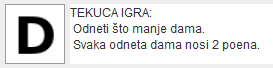 D
TEKUCA IGRA:
Odneti što manje dama.
Svaka odneta dama nosi 2 poena.